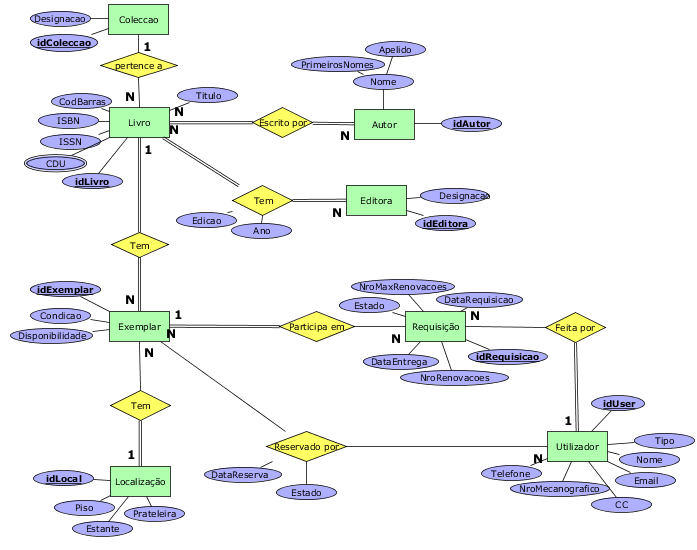 Designacao
Coleccao
idColeccao
1
pertence a
N
CodBarras
Titulo
N
ISBN
Livro
N
ISSN
CDU
idLivro
1
Escrito por
N
Apelido
PrimeirosNomes
Nome
Autor
idAutor
Tem
Edicao
Ano
N
Editora
Designacao
idEditora
Tem
N
idExemplar
Condicao
Disponibilidade
Exemplar
1
N
N
Participa em
NroMaxRenovacoes
Estado
DataRequisicao
N
Requisição
N
DataEntrega
NroRenovacoes
idRequisicao
Feita por
1
Tem
1
idLocal
Localização
Piso
Estante
Prateleira
Reservado por
DataReserva
Estado
idUser
Utilizador
Tipo
N
Nome
Telefone
Email
NroMecanografico
CC